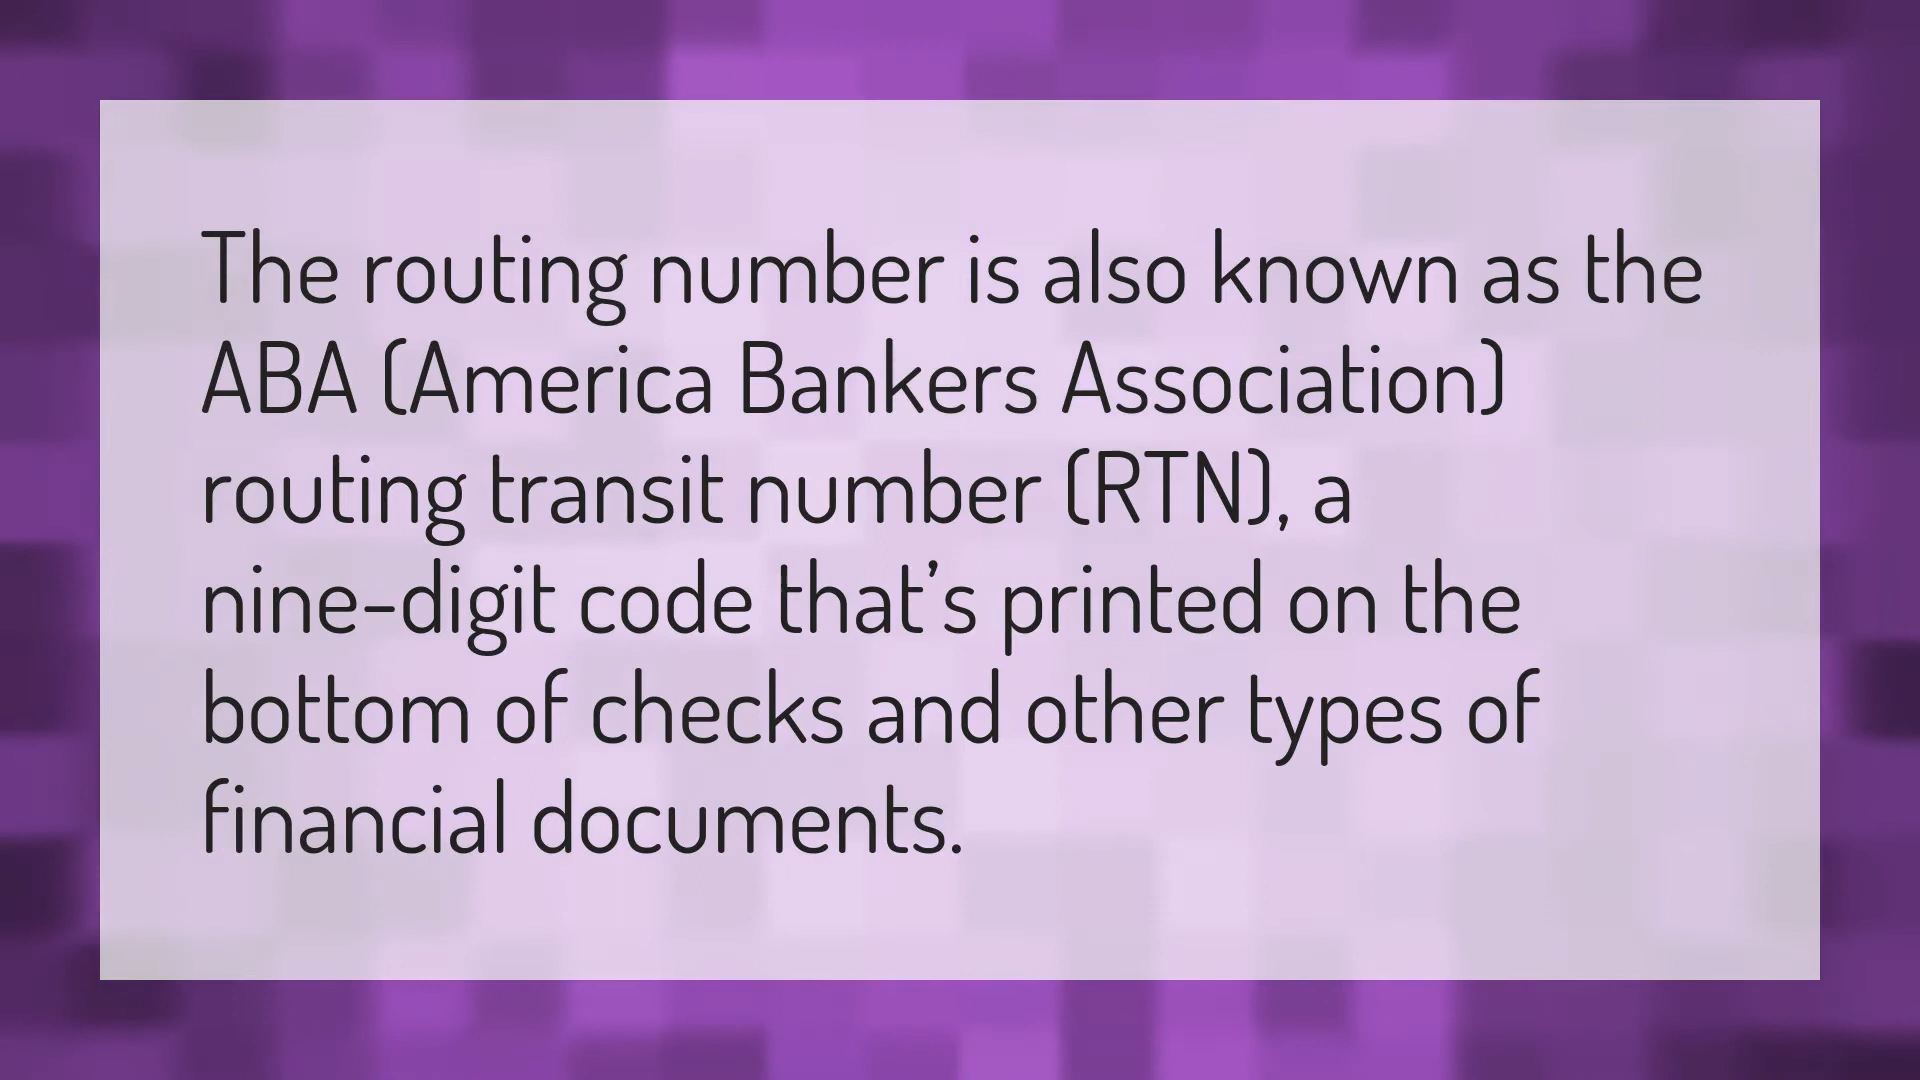 The routing number is also known as the
ABA (America Bankers Association)
routing transit number (RTN), a
nine-digit code that’s printed on the
bottom of checks and other types of
financial documents.